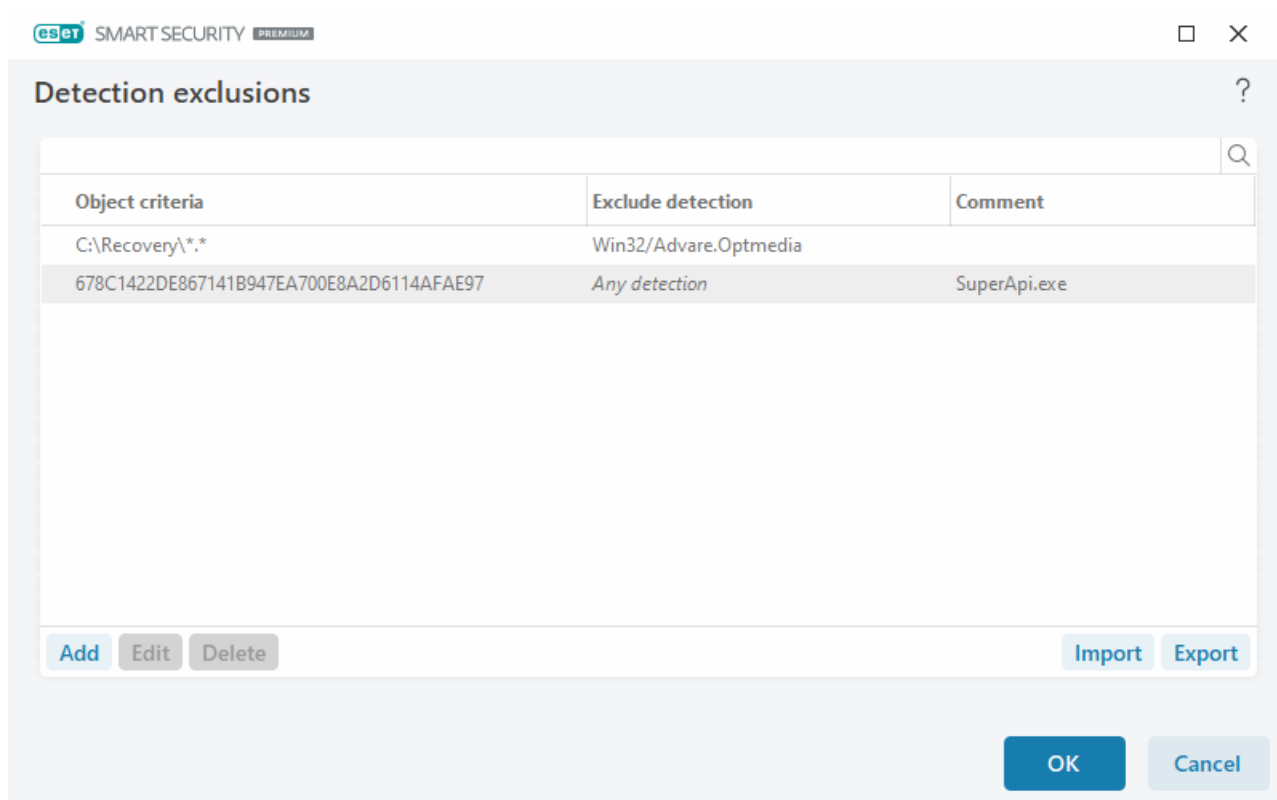 eset SMART SECURITY PREMIUM
Detection exclusions
?
Object criteria Exclude detection Comment
C:\Recovery\*.* Win32/Advare.Optmedia
678C1422DE867141B947EA700E8A2D6114AFAE97 Any detection SuperApi.exe
Add Edit Delete Import Export
OK Cancel